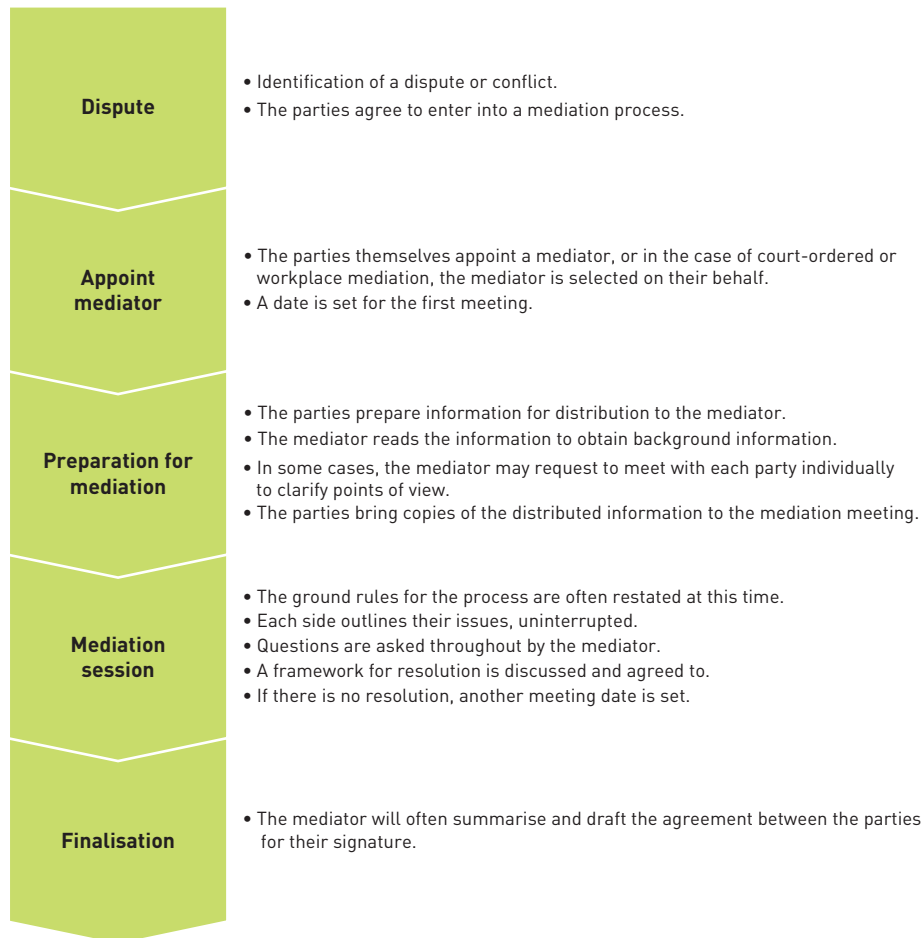 Dispute
• Identification of a dispute or conflict.
• The parties agree to enter into a mediation process.
Appoint
mediator
• The parties themselves appoint a mediator, or in the case of court-ordered or
workplace mediation, the mediator is selected on their behalf.
• A date is set for the first meeting.
Preparation for
mediation
• The parties prepare information for distribution to the mediator.
• The mediator reads the information to obtain background information.
• In some cases, the mediator may request to meet with each party individually
to clarify points of view.
• The parties bring copies of the distributed information to the mediation meeting.
Mediation
session
• The ground rules for the process are often restated at this time.
• Each side outlines their issues, uninterrupted.
• Questions are asked throughout by the mediator.
• A framework for resolution is discussed and agreed to.
• If there is no resolution, another meeting date is set.
Finalisation
• The mediator will often summarise and draft the agreement between the parties
for their signature.